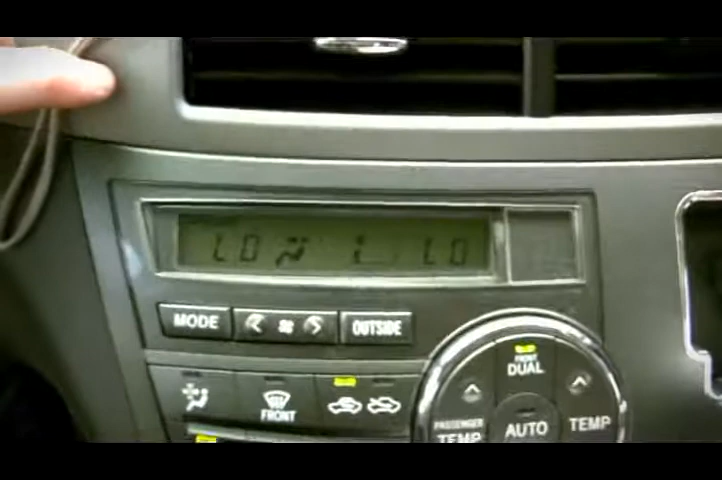 LO LO
MODE
OUTSIDE
FRONT
DUAL
FRONT
PASSENGER
TEMP
AUTO
TEMP